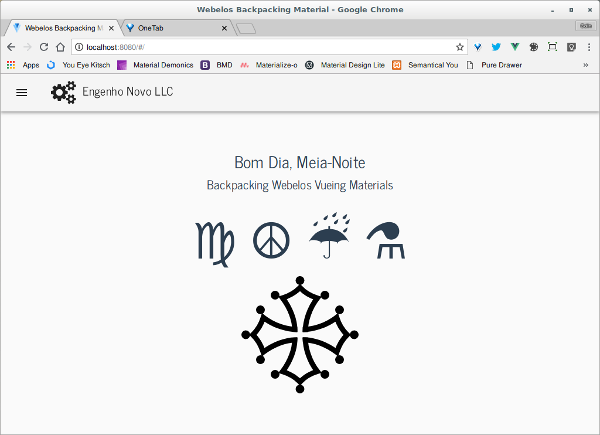 Webelos Backpacking Material - Google Chrome
Webelos Backpacking M
OneTab
localhost:8080/#/
Apps
You Eye Kitsch
Material Demonics
BMD
Materialize-o
Material Design Lite
Semantical You
Pure Drawer
Engenho Novo LLC
Bom Dia, Meia-Noite
Backpacking Webelos Vueing Materials